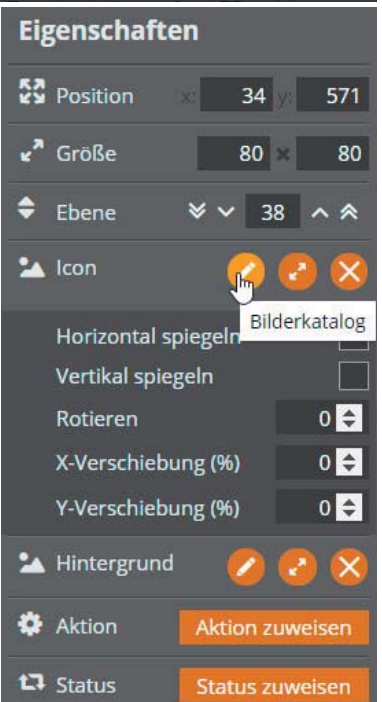 Eigenschaften
Position x: 34 y: 571
Größe 80 × 80
Ebene 38
Icon
Bilderkatalog
Horizontal spiegeln
Vertikal spiegeln
Rotieren 0
X-Verschiebung (%) 0
Y-Verschiebung (%) 0
Hintergrund
Aktion Aktion zuweisen
Status Status zuweisen